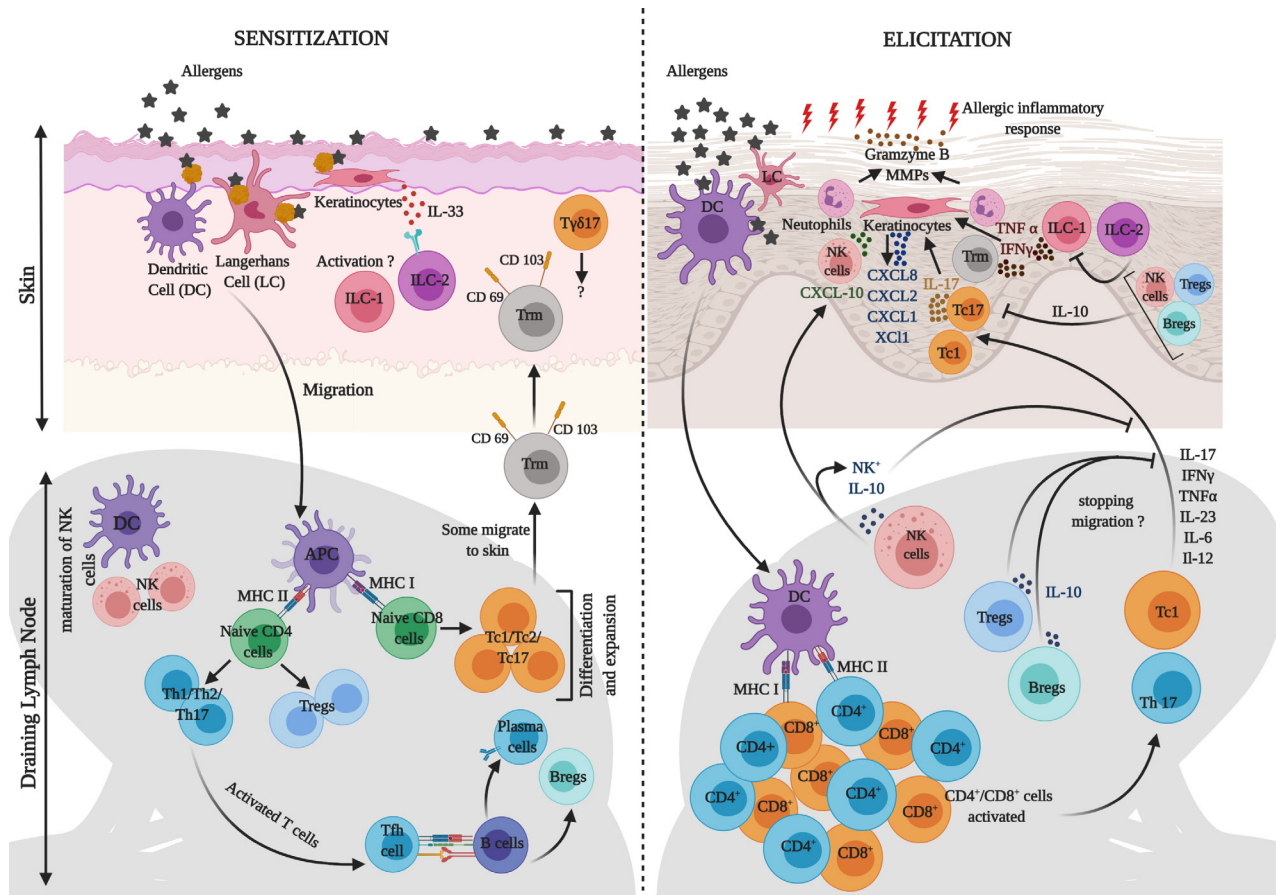 SENSITIZATION
Allergens
Skin
Keratinocytes
IL-33
Dendritic
Cell (DC)
Langerhans
Cell (LC)
Activation ?
ILC-1
ILC-2
CD 103
CD 69
Trm
Tγδ17
?
Migration
CD 69
CD 103
Trm
Some migrate
to skin
Draining Lymph Node
maturation of NK
cells
DC
NK
cells
APC
MHC II
MHC I
Naive CD4
cells
Naive CD8
cells
Tc1/Tc2/
Tc17
Differentiation
and expansion
Th1/Th2/
Th17
Tregs
Plasma
cells
Bregs
Activated T cells
Tfh
cell
B cells
ELICITATION
Allergens
Allergic inflammatory
response
Gramzyme B
MMPs
LC
DC
Neutophils
Keratinocytes
TNF α
IFNγ
ILC-1
ILC-2
NK
cells
CXCL-10
CXCL8
CXCL2
CXCL1
XCl1
IL-17
Trm
Tc17
Tc1
IL-10
NK
cells
Tregs
Bregs
NK⁺
IL-10
NK
cells
stopping
migration ?
IL-17
IFNγ
TNFα
IL-23
IL-6
Il-12
DC
MHC I
MHC II
Tregs
IL-10
Bregs
Tc1
Th 17
CD4⁺
CD8⁺
CD8⁺
CD4+
CD4⁺
CD8⁺
CD4⁺
CD8⁺
CD4⁺
CD8⁺
CD4⁺
CD8⁺
CD4⁺/CD8⁺ cells
activated